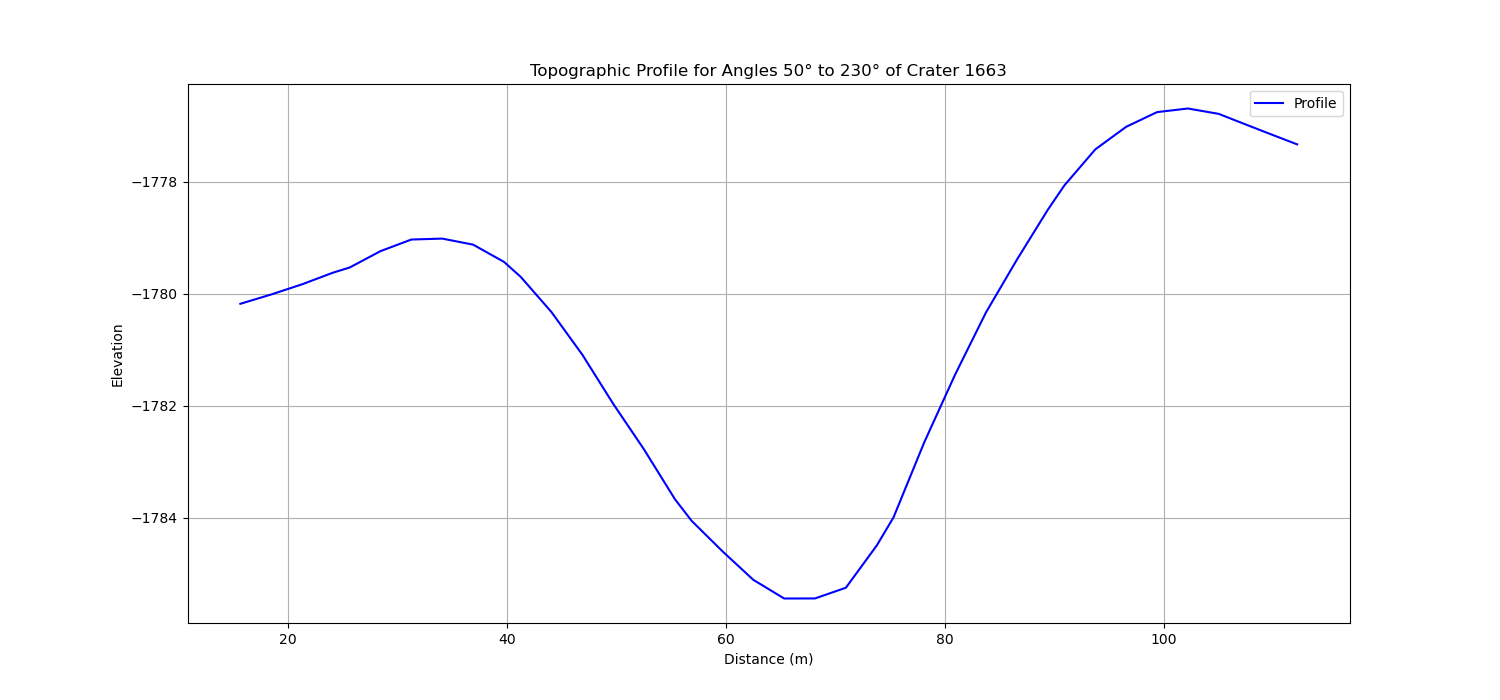 Topographic Profile for Angles 50° to 230° of Crater 1663
Profile
−1778
−1780
−1782
−1784
Elevation
20 40 60 80 100
Distance (m)